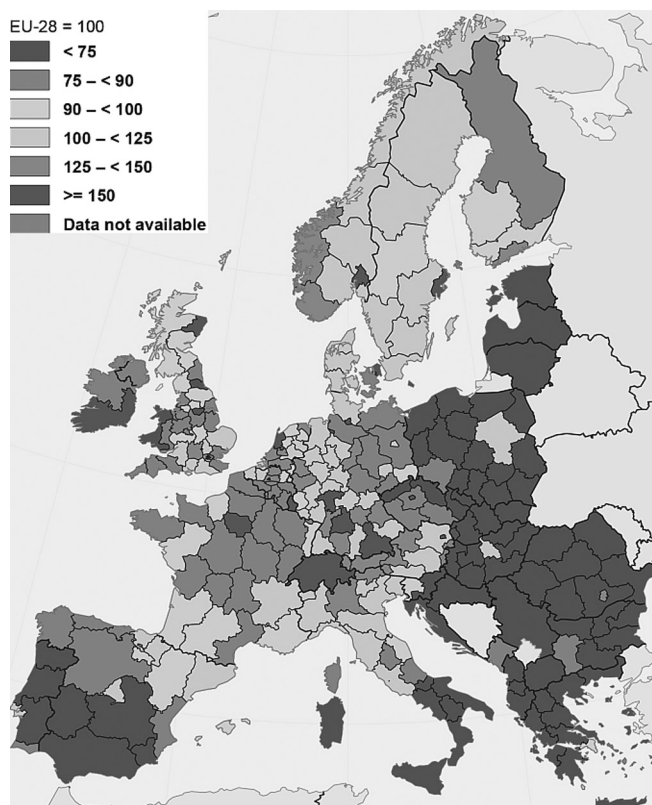 EU-28 = 100
< 75
75 – < 90
90 – < 100
100 – < 125
125 – < 150
>= 150
Data not available